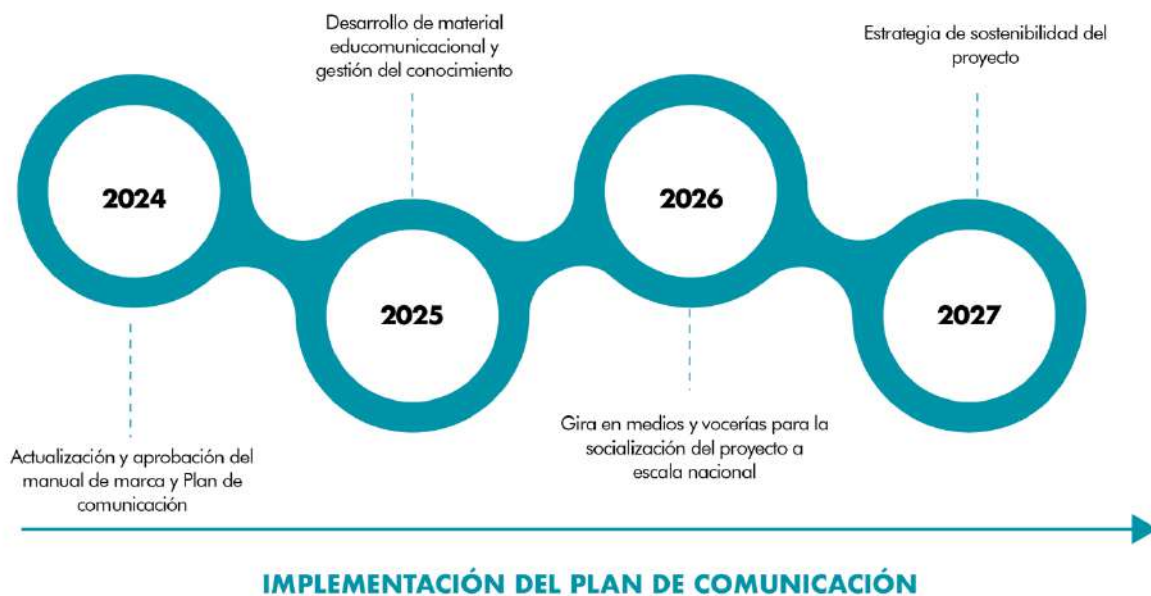 Desarrollo de material
educomunicacional y
gestión del conocimiento
Estrategia de sostenibilidad del
proyecto
2024
2026
2025
2027
Actualización y aprobación del
manual de marca y Plan de
comunicación
Gira en medios y vocerías para la
socialización del proyecto a
escala nacional
IMPLEMENTACIÓN DEL PLAN DE COMUNICACIÓN